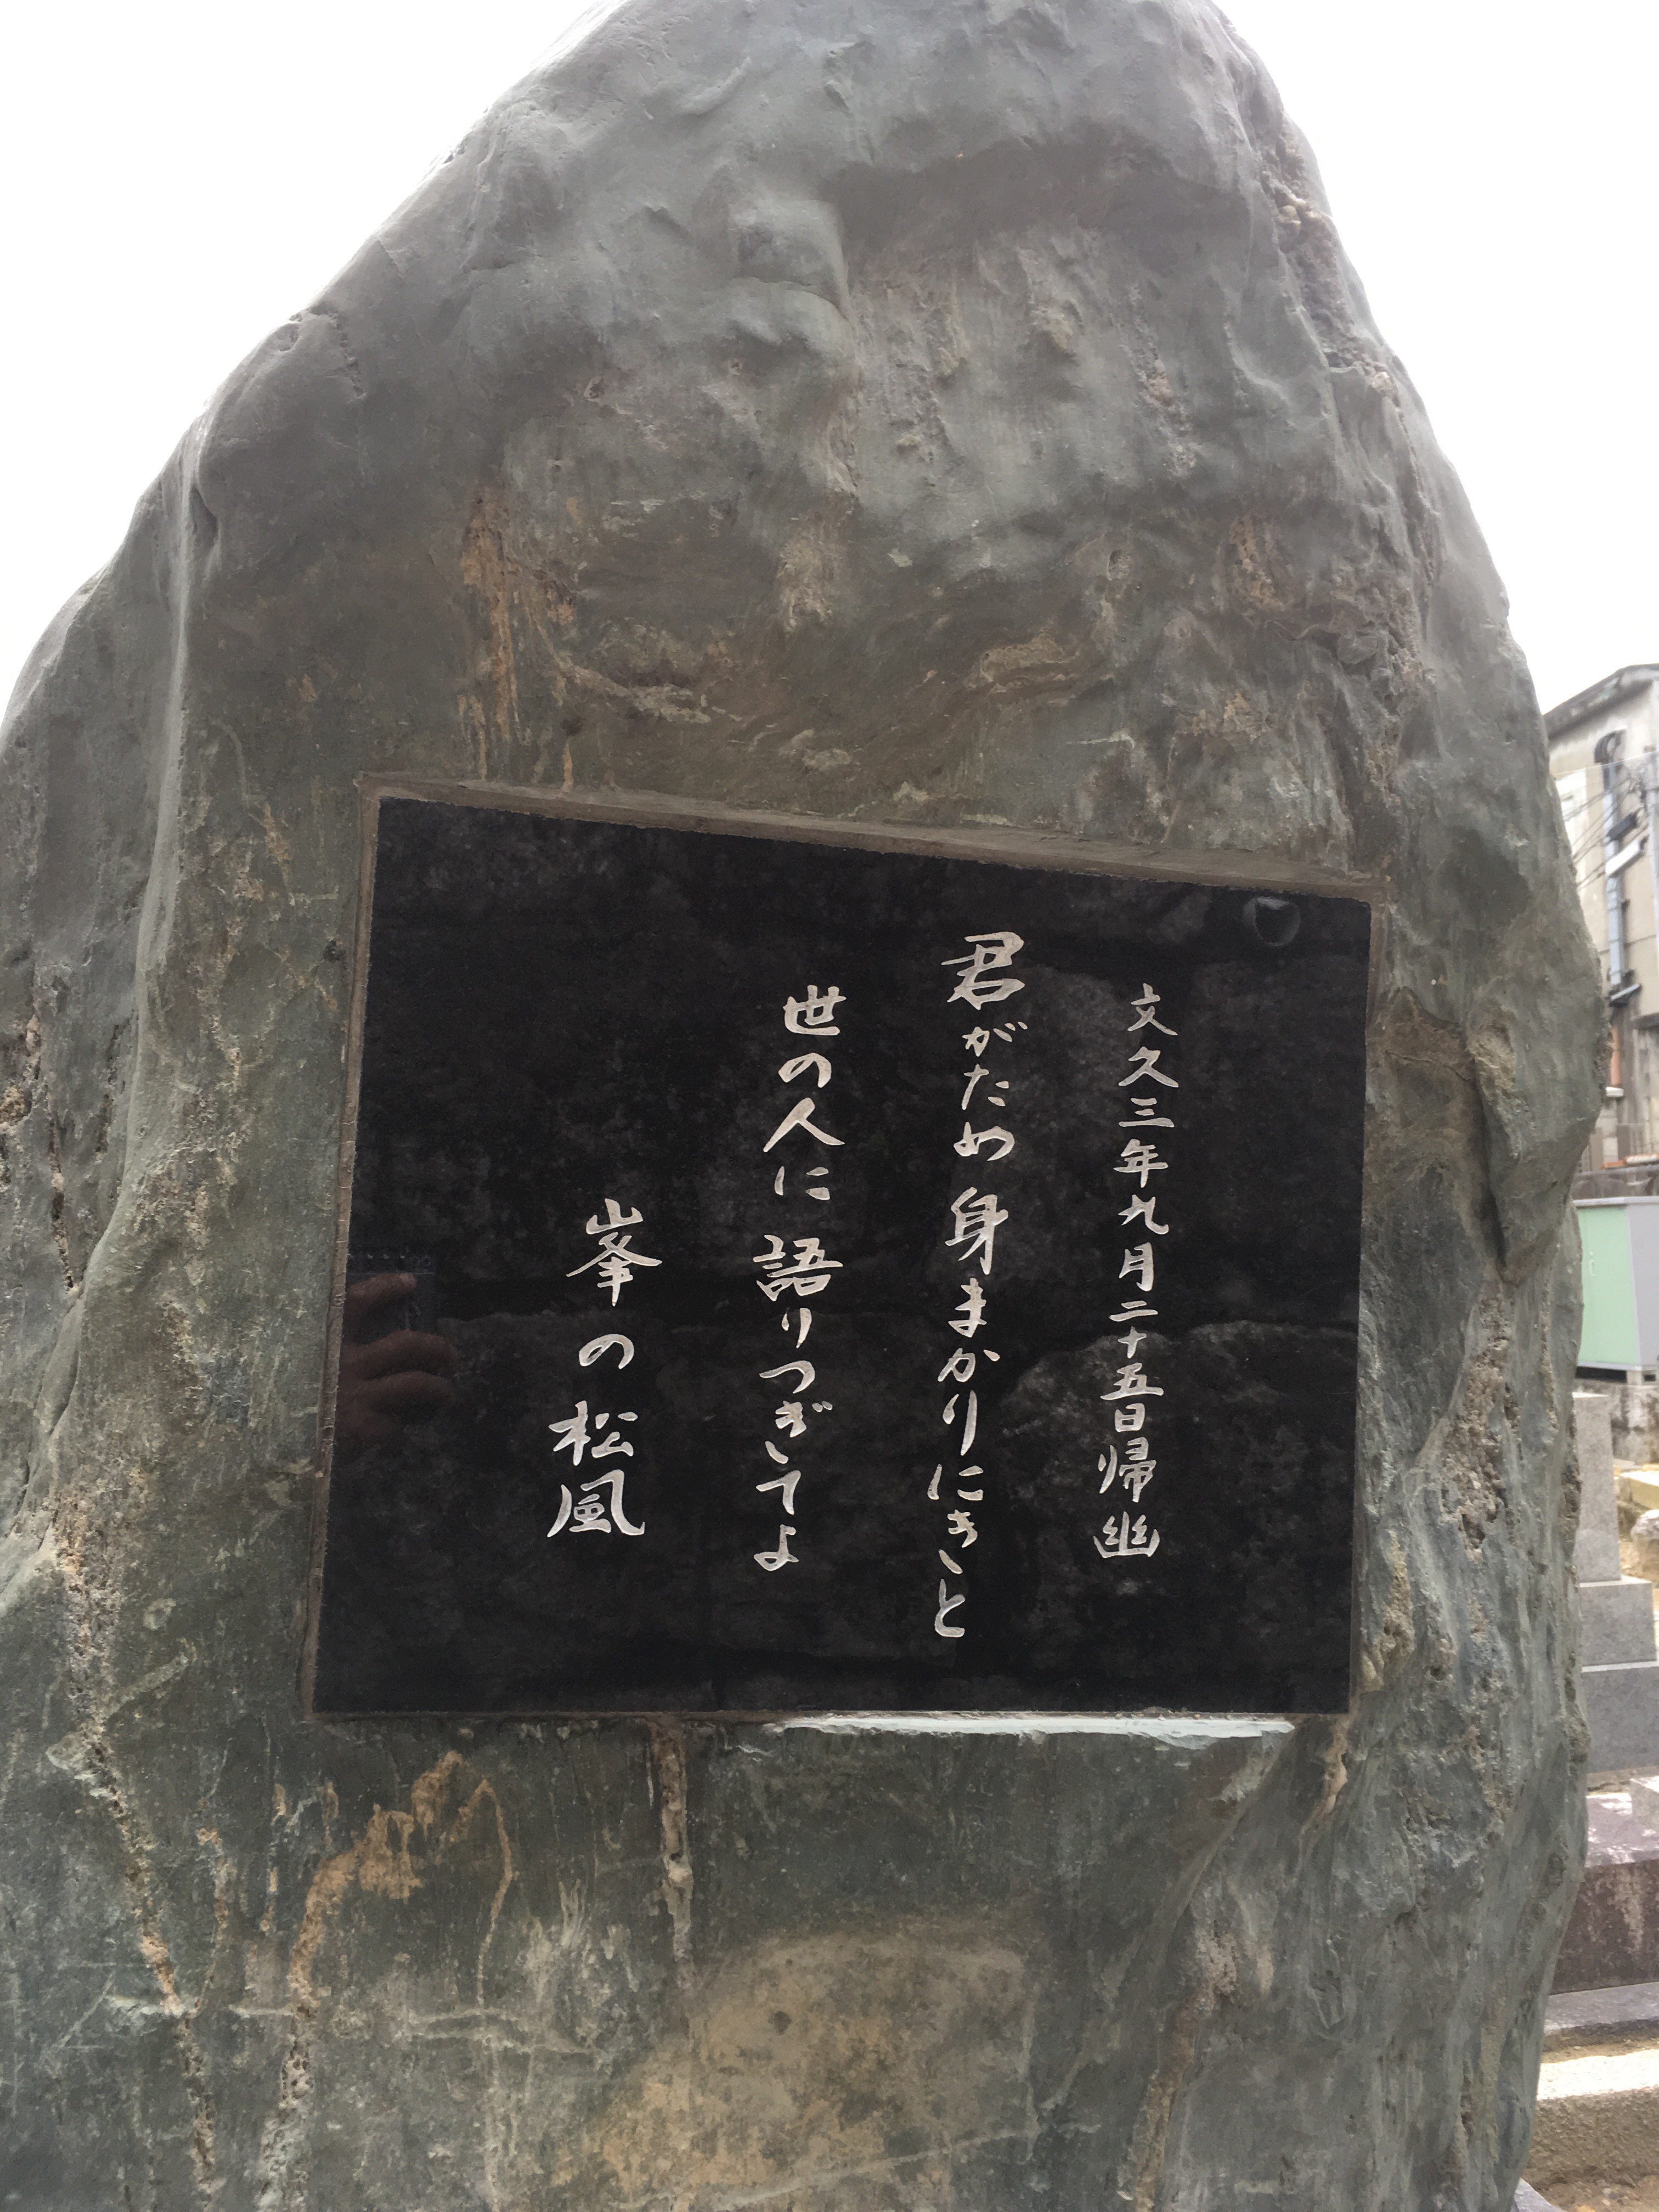 文久三年九月二十五日帰幽
君がため身まかりにきと
世の人に語りつぎてよ
峯の松風